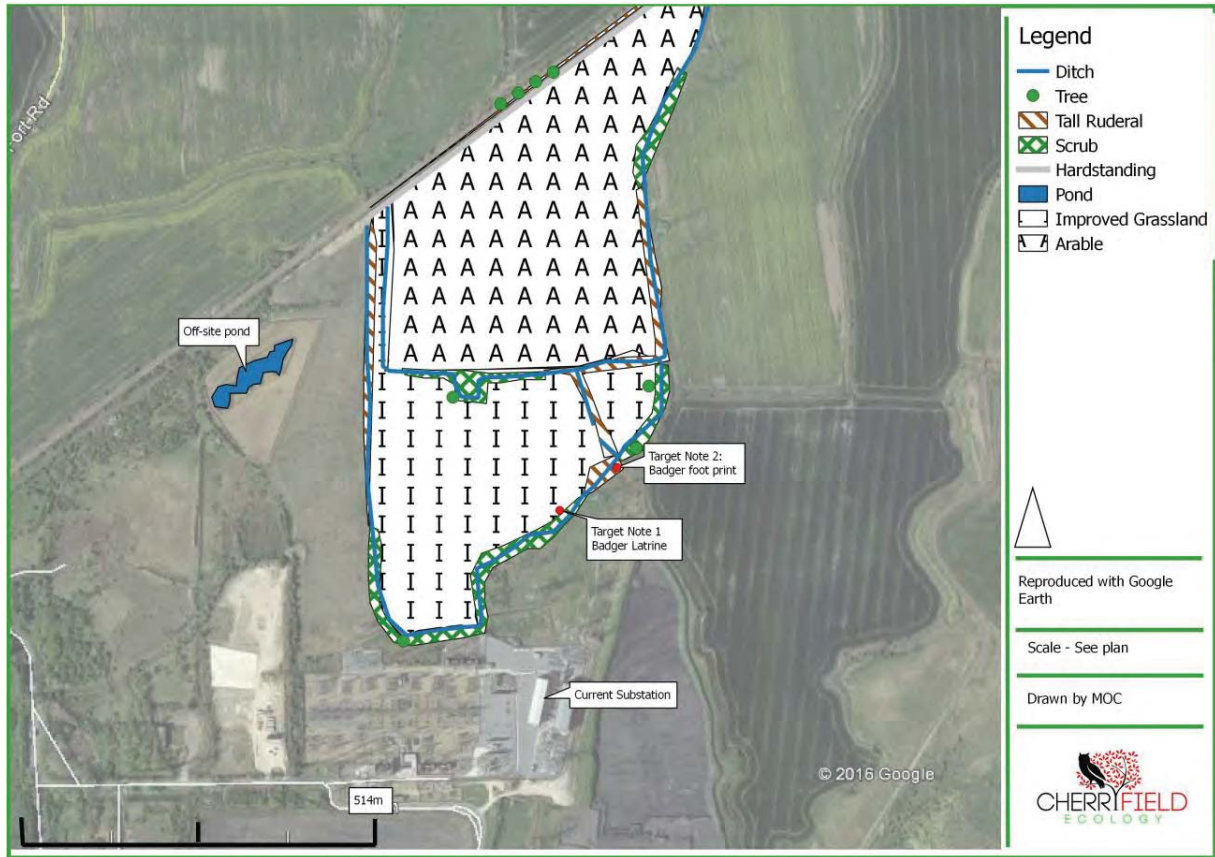 Fort Rd
Off-site pond
Target Note 2:
Badger foot print
Target Note 1
Badger Latrine
Current Substation
514m
© 2016 Google
A A A
A A A A A
A A A A A
A A A A A A
A A A A A A
A A A A A A A
A A A A A A A A
A A A A A A A A
A A A A A A A A A
A A A A A A A A A
A A A A A A A A A
A A A A A A A A A
A A A A A A A A A
I I I I I I I I I I
I I I I I I I I I I
I I I I I I I I I
I I I I I I I I
I I I I I I I
I I I I I I
I I I I
I I I
Legend
Ditch
Tree
Tall Ruderal
Scrub
Hardstanding
Pond
Improved Grassland
Arable
Reproduced with Google
Earth
Scale - See plan
Drawn by MOC
CHERRYFIELD
ECOLOGY